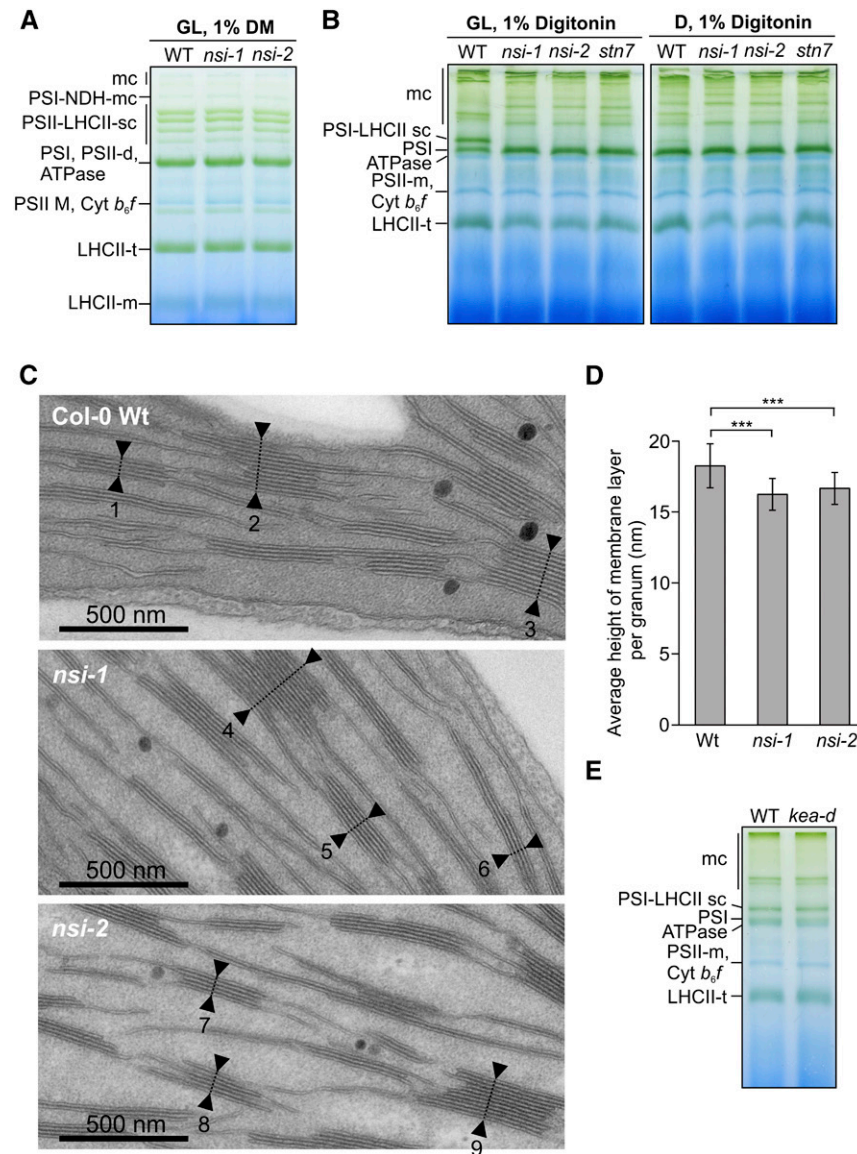 A
GL, 1% DM
WT nsi-1 nsi-2
mc
PSI-NDH-mc
PSII-LHCII-sc
PSI, PSII-d,
ATPase
PSII M, Cyt b6f
LHCII-t
LHCII-m
B
GL, 1% Digitonin
D, 1% Digitonin
WT nsi-1 nsi-2 stn7
WT nsi-1 nsi-2 stn7
mc
PSI-LHCII sc
PSI
ATPase
PSII-m,
Cyt b6f
LHCII-t
C
Col-0 Wt
1
2
3
500 nm
nsi-1
4
5
6
500 nm
nsi-2
7
8
9
500 nm
D
***
***
Average height of membrane layer
per granum (nm)
20
15
10
5
0
Wt nsi-1 nsi-2
E
WT kea-d
mc
PSI-LHCII sc
PSI
ATPase
PSII-m,
Cyt b6f
LHCII-t